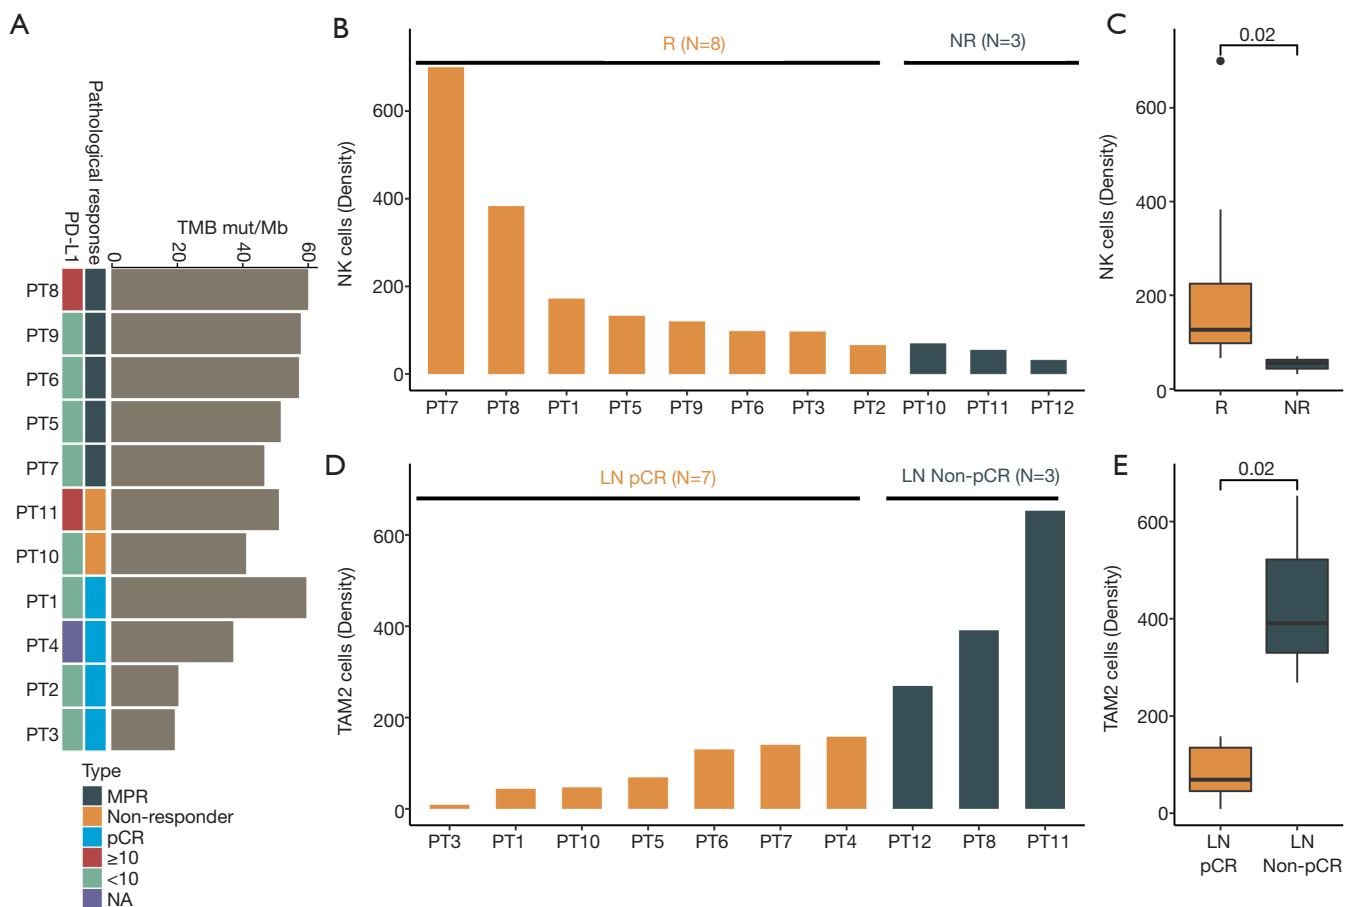 A
Pathological response
PD-L1
TMB mut/Mb
0 20 40 60
PT8
PT9
PT6
PT5
PT7
PT11
PT10
PT1
PT4
PT2
PT3
Type
MPR
Non-responder
pCR
≥10
<10
NA
B
R (N=8) NR (N=3)
NK cells (Density)
600
400
200
0
PT7 PT8 PT1 PT5 PT9 PT6 PT3 PT2 PT10 PT11 PT12
C
0.02
NK cells (Density)
600
400
200
0
R NR
D
LN pCR (N=7) LN Non-pCR (N=3)
TAM2 cells (Density)
600
400
200
0
PT3 PT1 PT10 PT5 PT6 PT7 PT4 PT12 PT8 PT11
E
0.02
TAM2 cells (Density)
600
400
200
0
LN LN
pCR Non-pCR